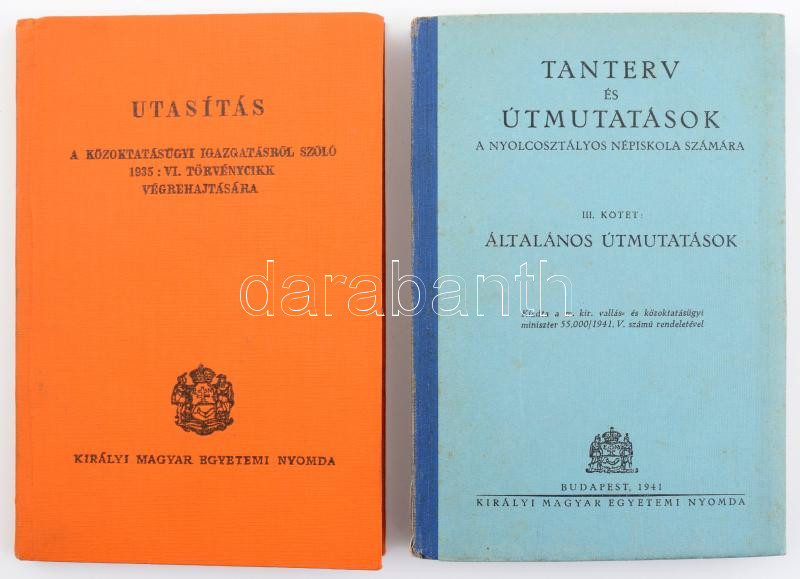 UTASÍTÁS
A KÖZOKTATÁSÜGYI IGAZGATÁSRÓL SZÓLÓ
1935 : VI. TÖRVÉNYCIKK
VÉGREHAJTÁSÁRA
KIRÁLYI MAGYAR EGYETEMI NYOMDA
TANTERV
ÉS
ÚTMUTATÁSOK
A NYOLCOSZTÁLYOS NÉPISKOLA SZÁMÁRA
III. KÖTET:
ÁLTALÁNOS ÚTMUTATÁSOK
Kiadta a m. kir. vallás- és közoktatásügyi
miniszter 55.000/1941. V. számú rendeletével
BUDAPEST, 1941
KIRÁLYI MAGYAR EGYETEMI NYOMDA
darabanth